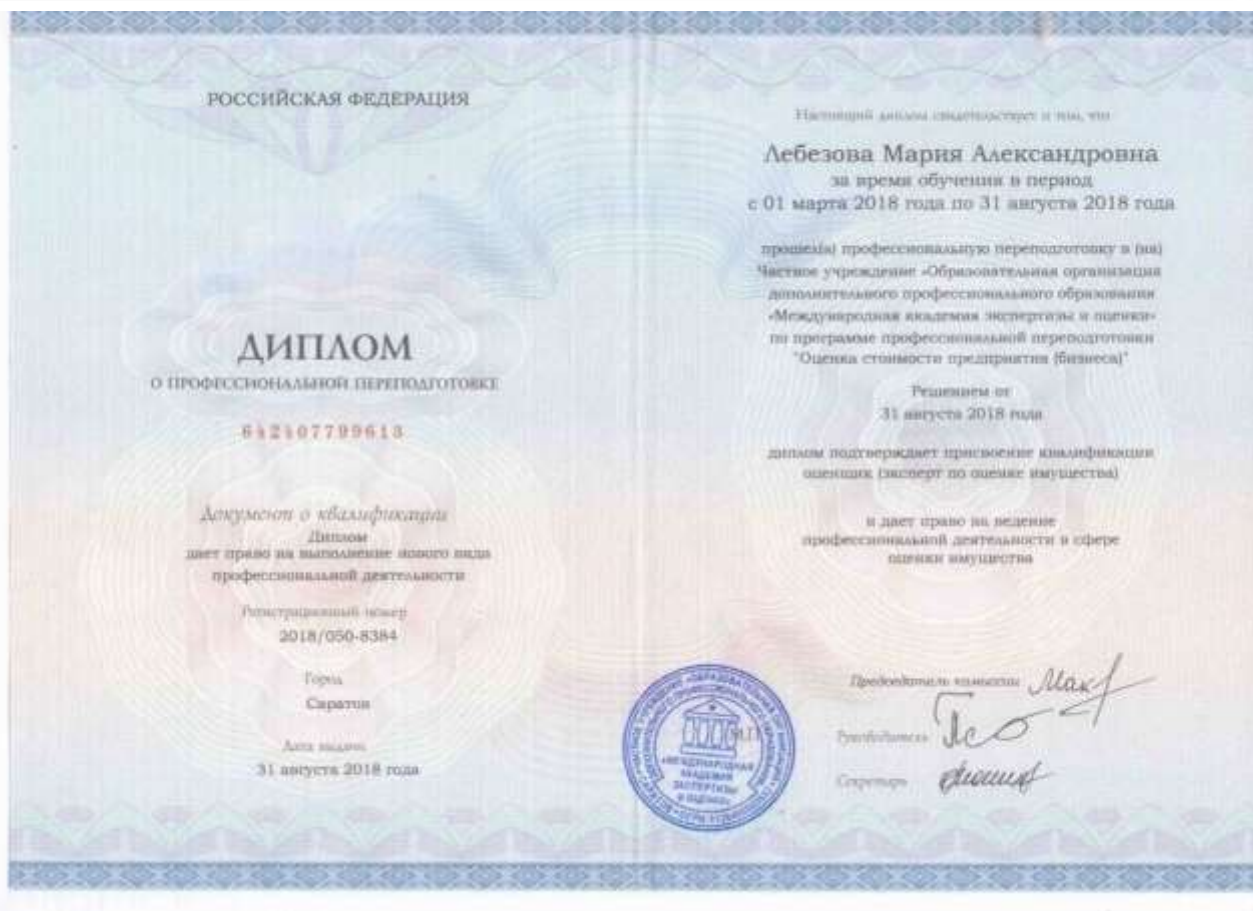 РОССИЙСКАЯ ФЕДЕРАЦИЯ
ДИПЛОМ
О ПРОФЕССИОНАЛЬНОЙ ПЕРЕПОДГОТОВКЕ
642407799613
Документ о квалификации
Диплом
дает право на выполнение нового вида
профессиональной деятельности
Регистрационный номер
2018/050-8384
Город
Саратов
Дата выдачи
31 августа 2018 года
Настоящий диплом свидетельствует о том, что
Лебезова Мария Александровна
за время обучения в период
с 01 марта 2018 года по 31 августа 2018 года
прошел(а) профессиональную переподготовку в (на)
Частное учреждение «Образовательная организация
дополнительного профессионального образования
«Международная академия экспертизы и оценки»
по программе профессиональной переподготовки
"Оценка стоимости предприятия (бизнеса)"
Решением от
31 августа 2018 года
диплом подтверждает присвоение квалификации
оценщик (эксперт по оценке имущества)
и дает право на ведение
профессиональной деятельности в сфере
оценки имущества
Председатель комиссии
Руководитель
Секретарь
М.П.
«МЕЖДУНАРОДНАЯ
АКАДЕМИЯ
ЭКСПЕРТИЗЫ
И ОЦЕНКИ»